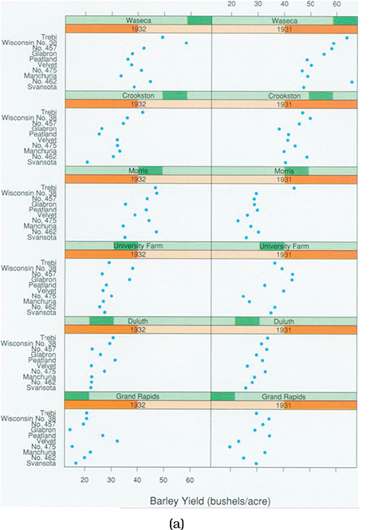 20 40 60
Waseca Waseca
1932 1931
Trebi
Wisconsin No. 38
No. 457
Glabron
Peatland
Velvet
No. 475
Manchuria
No. 462
Svansota
Crookston Crookston
1932 1931
Trebi
Wisconsin No. 38
No. 457
Glabron
Peatland
Velvet
No. 475
Manchuria
No. 462
Svansota
Morris Morris
1932 1931
Trebi
Wisconsin No. 38
No. 457
Glabron
Peatland
Velvet
No. 475
Manchuria
No. 462
Svansota
University Farm University Farm
1932 1931
Trebi
Wisconsin No. 38
No. 457
Glabron
Peatland
Velvet
No. 475
Manchuria
No. 462
Svansota
Duluth Duluth
1932 1931
Trebi
Wisconsin No. 38
No. 457
Glabron
Peatland
Velvet
No. 475
Manchuria
No. 462
Svansota
Grand Rapids Grand Rapids
1932 1931
Trebi
Wisconsin No. 38
No. 457
Glabron
Peatland
Velvet
No. 475
Manchuria
No. 462
Svansota
20 40 60
Barley Yield (bushels/acre)
(a)